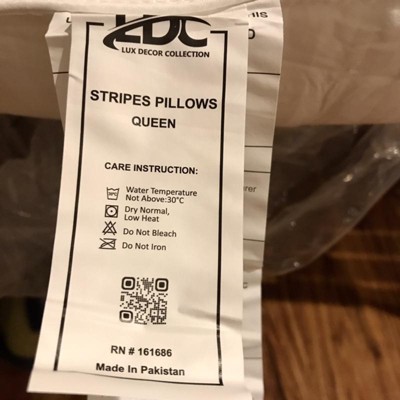 LDC
LUX DECOR COLLECTION
STRIPES PILLOWS
QUEEN
CARE INSTRUCTION:
Water Temperature
Not Above:30°C
Dry Normal,
Low Heat
Do Not Bleach
Do Not Iron
RN # 161686
Made In Pakistan